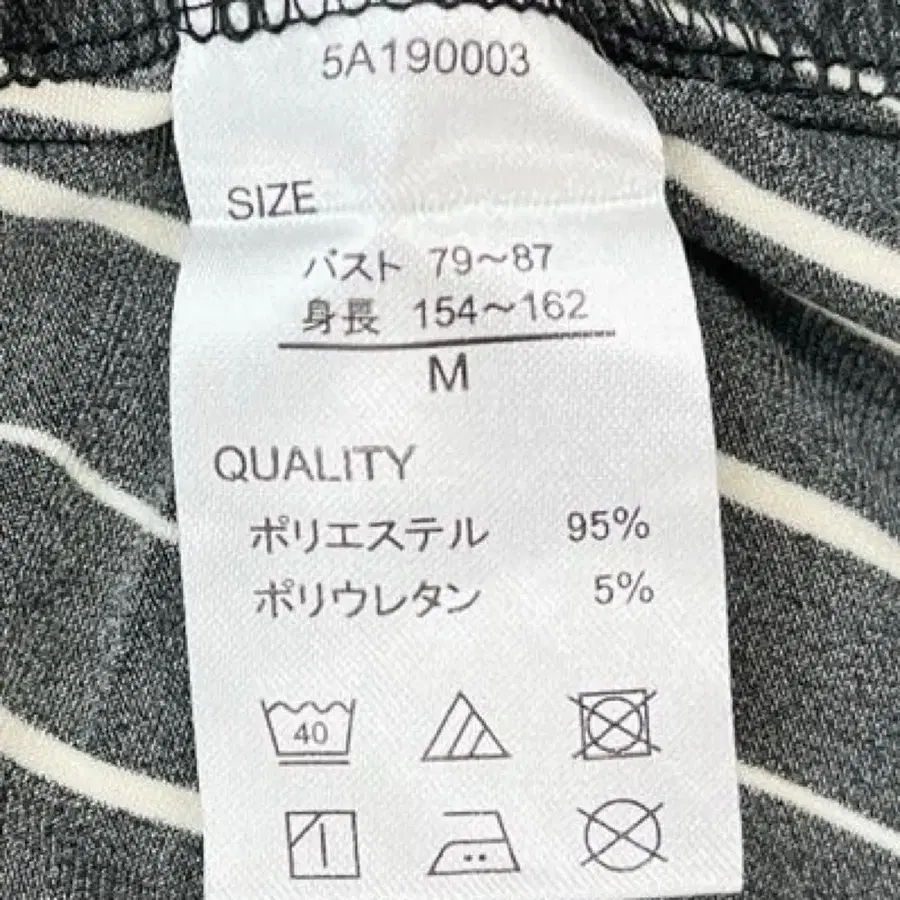 5A190003
SIZE
バスト 79〜87
身長 154〜162
M
QUALITY
ポリエステル 95%
ポリウレタン 5%
40